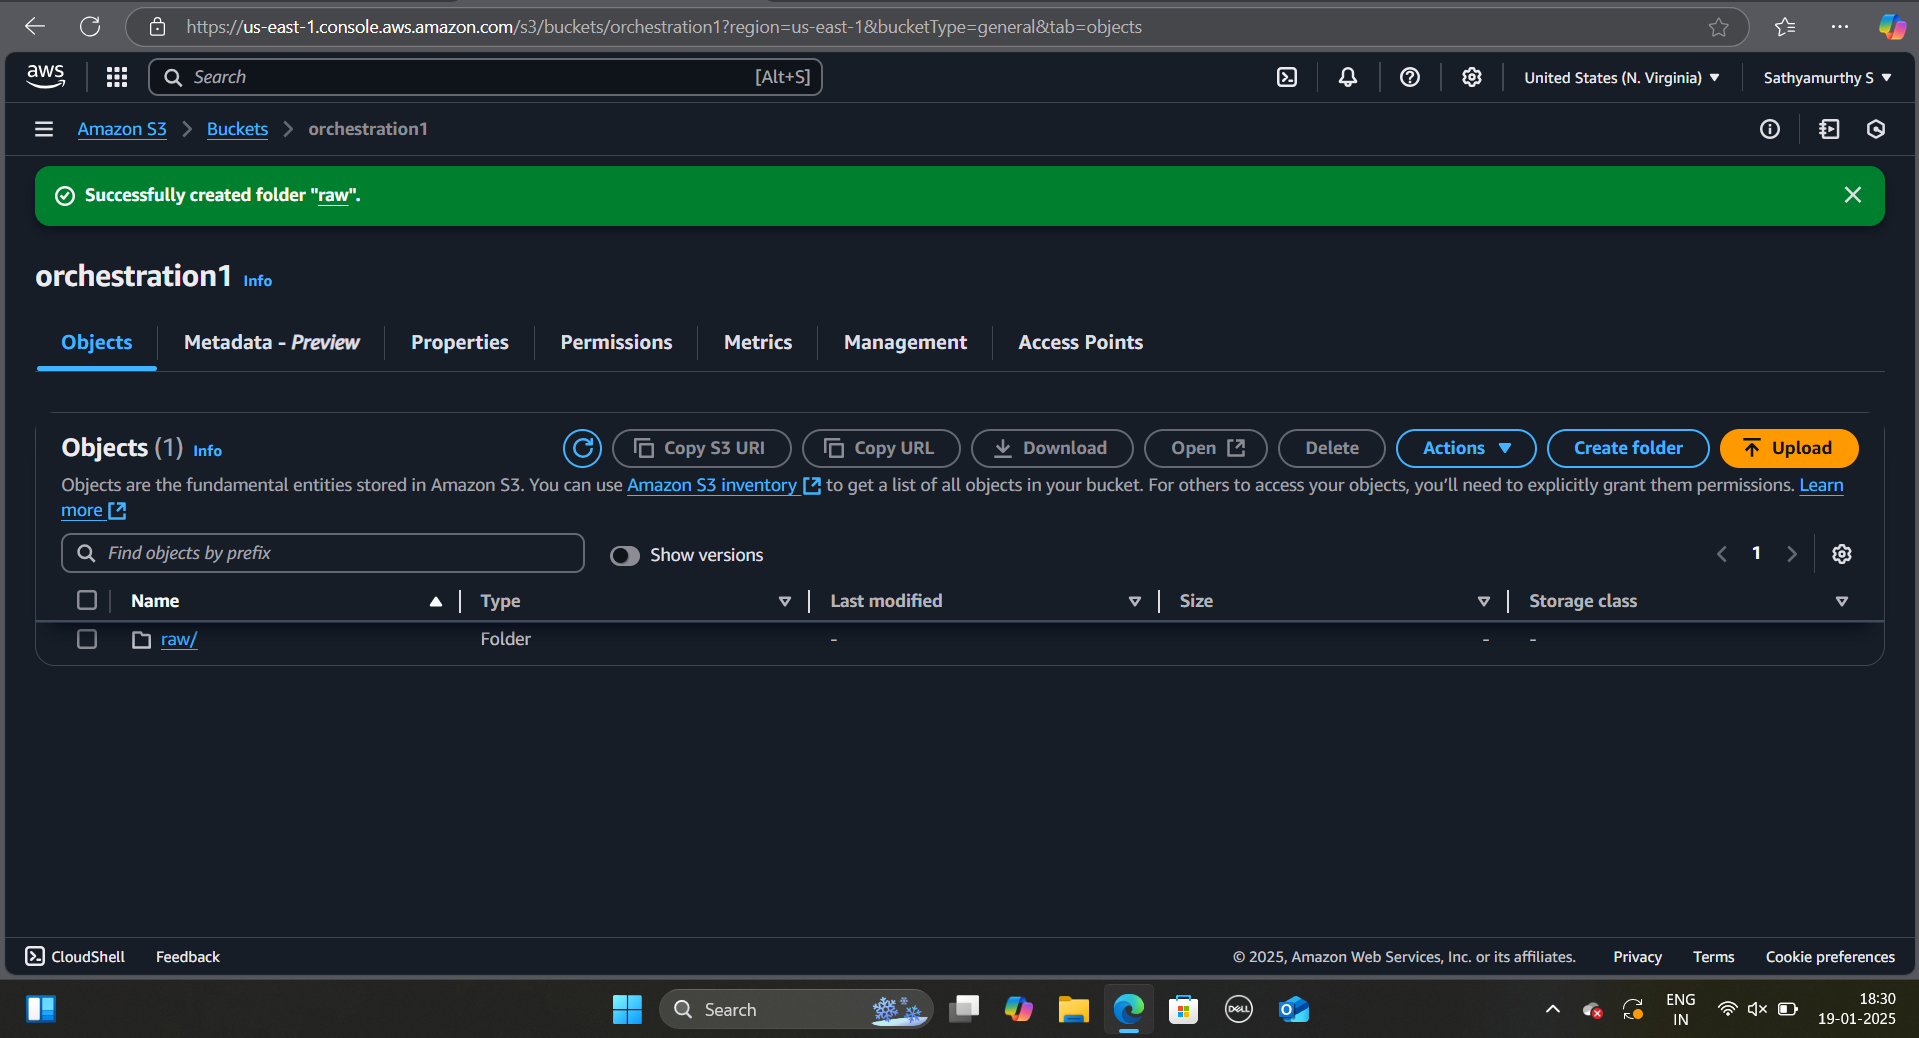 https://us-east-1.console.aws.amazon.com/s3/buckets/orchestration1?region=us-east-1&bucketType=general&tab=objects
aws Search [Alt+S] United States (N. Virginia) Sathyamurthy S
Amazon S3 Buckets orchestration1
Successfully created folder "raw".
orchestration1 Info
Objects Metadata - Preview Properties Permissions Metrics Management Access Points
Objects (1) Info Copy S3 URI Copy URL Download Open Delete Actions Create folder Upload
Objects are the fundamental entities stored in Amazon S3. You can use Amazon S3 inventory to get a list of all objects in your bucket. For others to access your objects, you’ll need to explicitly grant them permissions. Learn
more
Find objects by prefix Show versions 1
Name Type Last modified Size Storage class
raw/ Folder - - -
CloudShell Feedback © 2025, Amazon Web Services, Inc. or its affiliates. Privacy Terms Cookie preferences
Search DELL ENG IN 18:30
19-01-2025